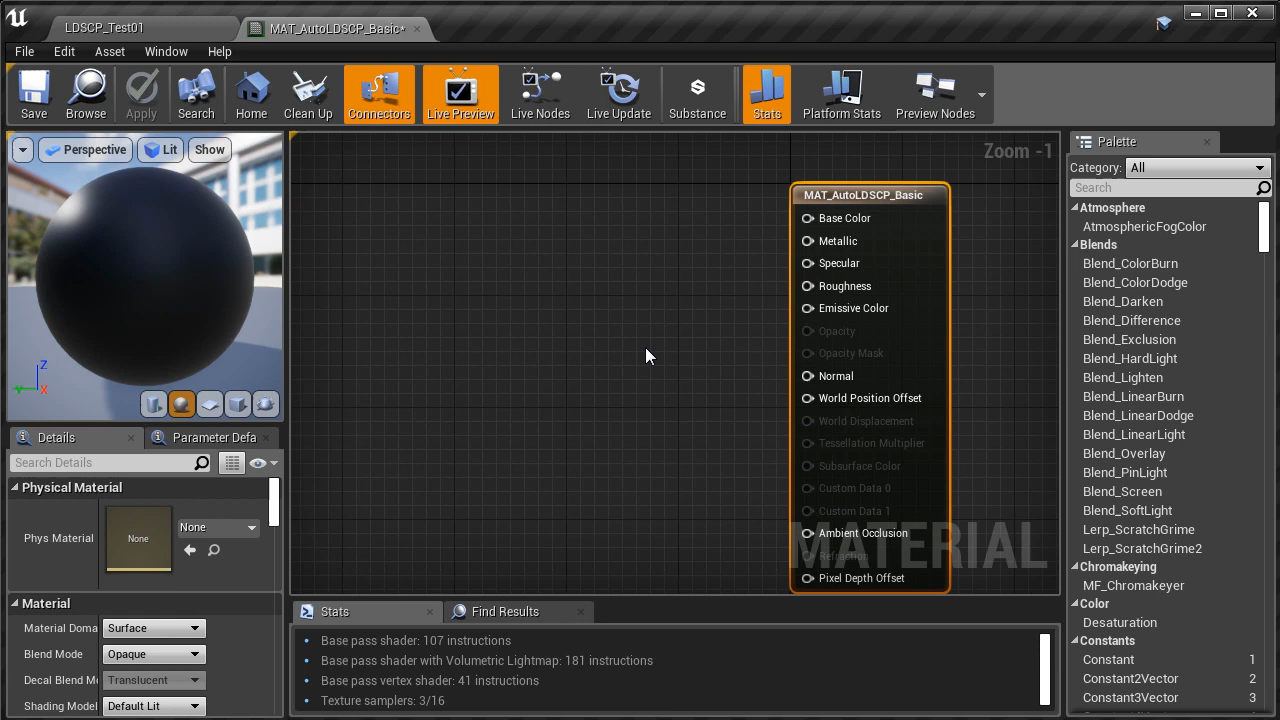 LDSCP_Test01
MAT_AutoLDSCP_Basic*
File Edit Asset Window Help
Save Browse Apply Search Home Clean Up Connectors Live Preview Live Nodes Live Update Substance Stats Platform Stats Preview Nodes
Perspective Lit Show
Z
Y X
Zoom -1
MAT_AutoLDSCP_Basic
Base Color
Metallic
Specular
Roughness
Emissive Color
Opacity
Opacity Mask
Normal
World Position Offset
World Displacement
Tessellation Multiplier
Subsurface Color
Custom Data 0
Custom Data 1
Ambient Occlusion
Refraction
Pixel Depth Offset
MATERIAL
Details
Parameter Defa
Search Details
Physical Material
Phys Material
None
None
Material
Material Doma Surface
Blend Mode Opaque
Decal Blend Mo Translucent
Shading Model Default Lit
Stats
Find Results
Base pass shader: 107 instructions
Base pass shader with Volumetric Lightmap: 181 instructions
Base pass vertex shader: 41 instructions
Texture samplers: 3/16
Palette
Category: All
Search
Atmosphere
AtmosphericFogColor
Blends
Blend_ColorBurn
Blend_ColorDodge
Blend_Darken
Blend_Difference
Blend_Exclusion
Blend_HardLight
Blend_Lighten
Blend_LinearBurn
Blend_LinearDodge
Blend_LinearLight
Blend_Overlay
Blend_PinLight
Blend_Screen
Blend_SoftLight
Lerp_ScratchGrime
Lerp_ScratchGrime2
Chromakeying
MF_Chromakeyer
Color
Desaturation
Constants
Constant 1
Constant2Vector 2
Constant3Vector 3